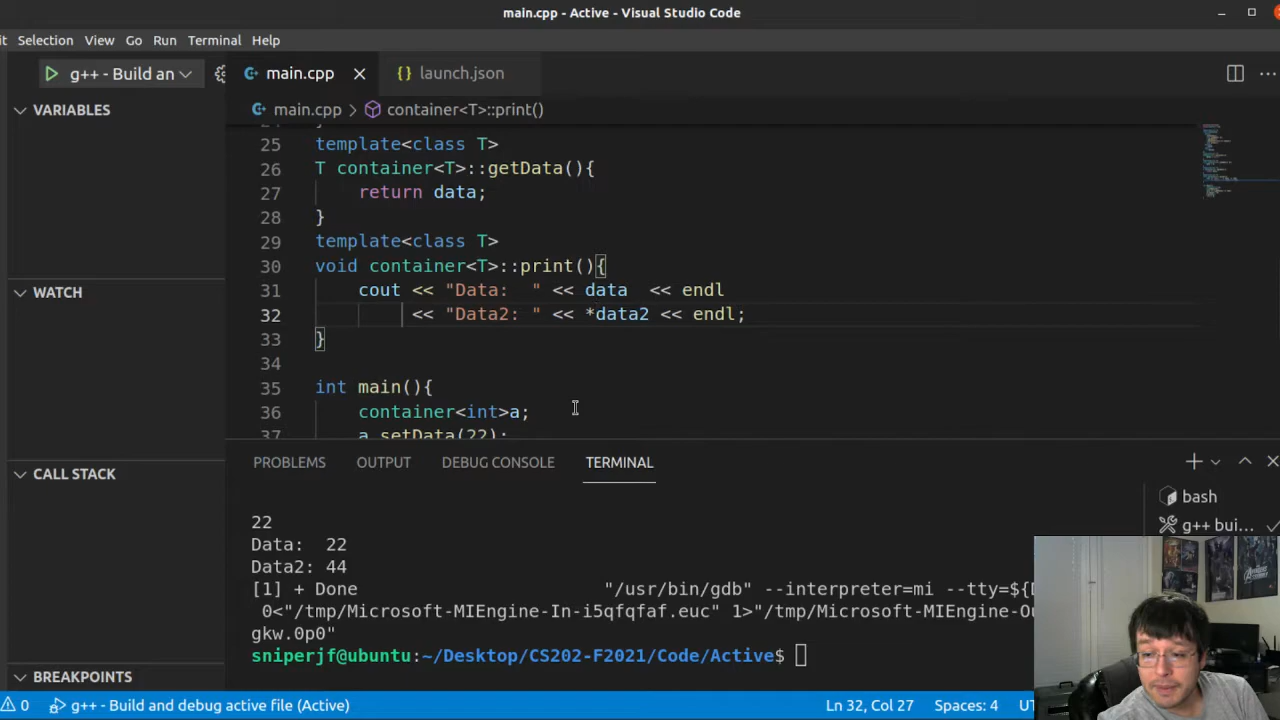 main.cpp - Active - Visual Studio Code
it Selection View Go Run Terminal Help
g++ - Build an
main.cpp
launch.json
main.cpp > container<T>::print()
VARIABLES
WATCH
CALL STACK
BREAKPOINTS
25 template<class T>
26 T container<T>::getData(){
27 return data;
28 }
29 template<class T>
30 void container<T>::print(){
31 cout << "Data:  " << data  << endl
32 << "Data2: " << *data2 << endl;
33 }
34
35 int main(){
36 container<int>a;
37 a.setData(22);
PROBLEMS OUTPUT DEBUG CONSOLE TERMINAL
bash
g++ bui...
22
Data:  22
Data2: 44
[1] + Done "/usr/bin/gdb" --interpreter=mi --tty=${
0<"/tmp/Microsoft-MIEngine-In-i5qfqfaf.euc" 1>"/tmp/Microsoft-MIEngine-Ou
gkw.0p0"
sniperjf@ubuntu:~/Desktop/CS202-F2021/Code/Active$
0 g++ - Build and debug active file (Active) Ln 32, Col 27 Spaces: 4